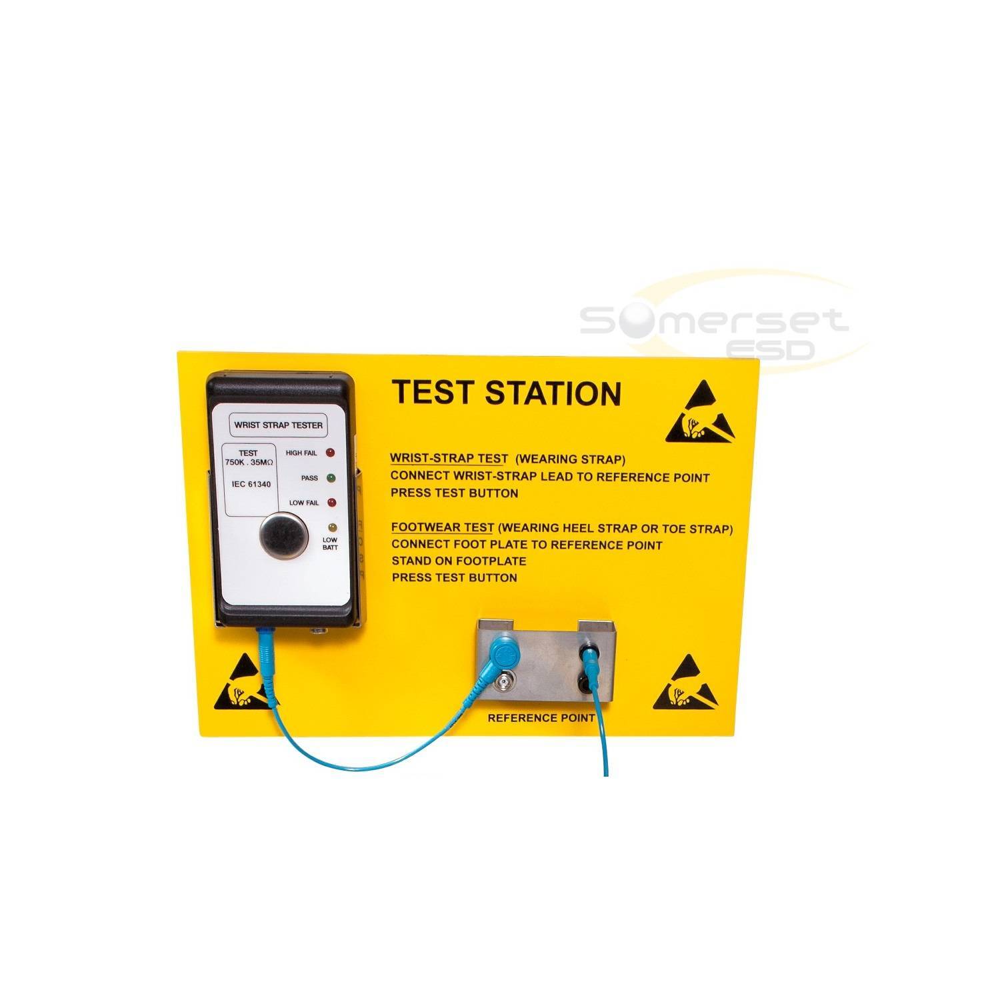 Somerset
ESD
TEST STATION
WRIST STRAP TESTER
TEST
750K . 35MΩ
IEC 61340
HIGH FAIL
PASS
LOW FAIL
LOW
BATT
WRIST-STRAP TEST (WEARING STRAP)
CONNECT WRIST-STRAP LEAD TO REFERENCE POINT
PRESS TEST BUTTON
FOOTWEAR TEST (WEARING HEEL STRAP OR TOE STRAP)
CONNECT FOOT PLATE TO REFERENCE POINT
STAND ON FOOTPLATE
PRESS TEST BUTTON
REFERENCE POINT